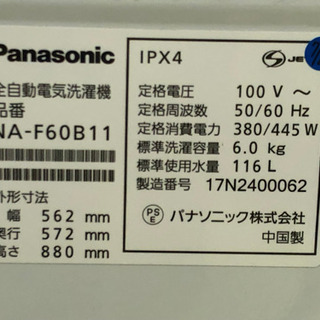 Panasonic
全自動電気洗濯機
品番
NA-F60B11
外形寸法
幅 562 mm
奥行 572 mm
高さ 880 mm
IPX4
S JE
定格電圧 100 V ～
定格周波数 50/60 Hz
定格消費電力 380/445 W
標準洗濯容量 6.0 kg
標準使用水量 116 L
製造番号 17N2400062
PS
E パナソニック株式会社
中国製